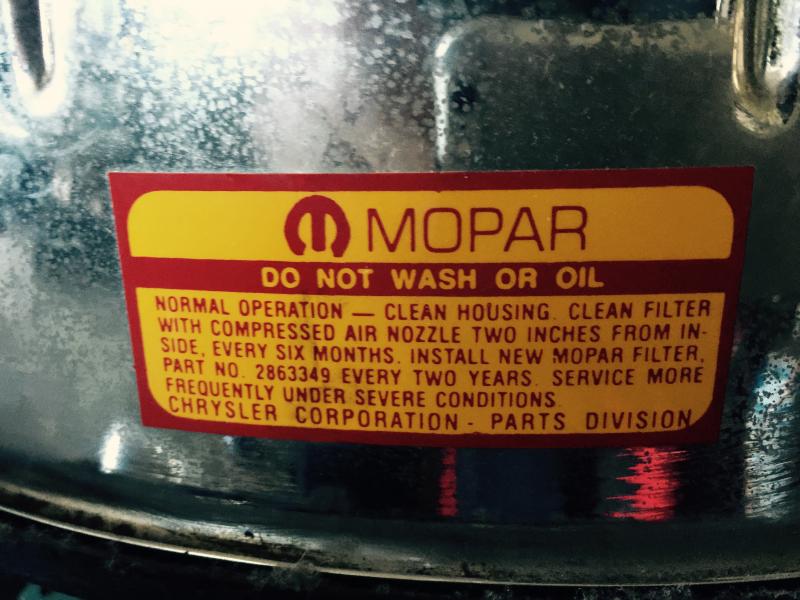 MOPAR
DO NOT WASH OR OIL
NORMAL OPERATION — CLEAN HOUSING. CLEAN FILTER
WITH COMPRESSED AIR NOZZLE TWO INCHES FROM IN-
SIDE, EVERY SIX MONTHS. INSTALL NEW MOPAR FILTER,
PART NO. 2863349 EVERY TWO YEARS. SERVICE MORE
FREQUENTLY UNDER SEVERE CONDITIONS.
CHRYSLER CORPORATION - PARTS DIVISION